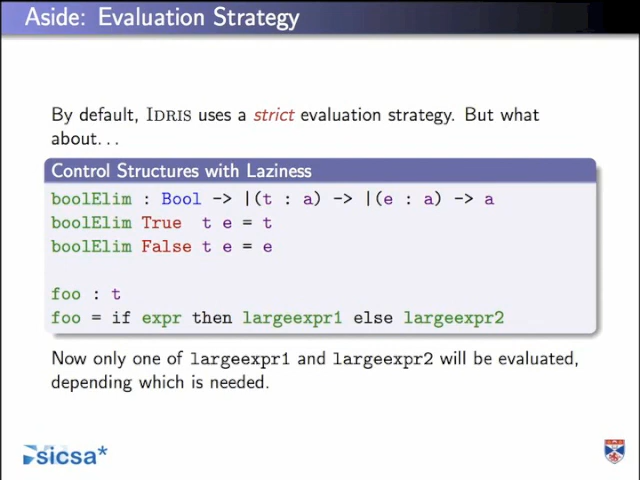 Aside: Evaluation Strategy
By default, IDRIS uses a strict evaluation strategy. But what
about...
Control Structures with Laziness
boolElim : Bool -> |(t : a) -> |(e : a) -> a
boolElim True t e = t
boolElim False t e = e
foo : t
foo = if expr then largeexpr1 else largeexpr2
Now only one of largeexpr1 and largeexpr2 will be evaluated,
depending which is needed.
sicsa*